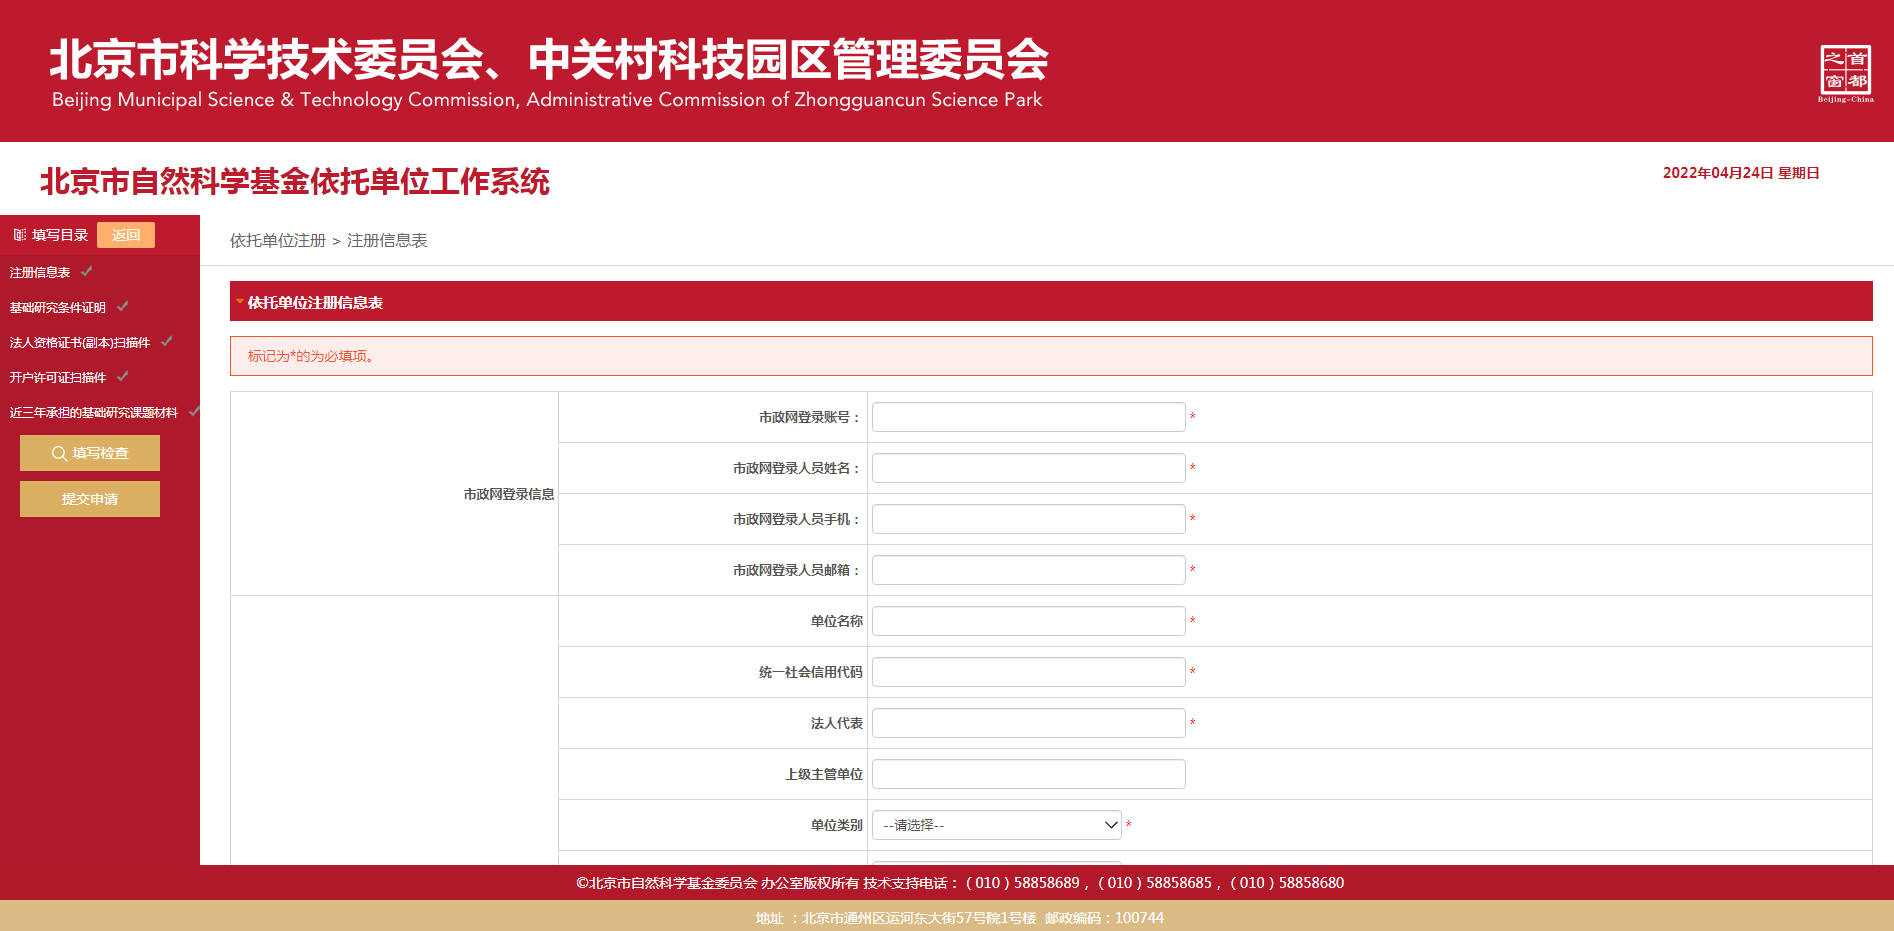 北京市科学技术委员会、中关村科技园区管理委员会
Beijing Municipal Science & Technology Commission, Administrative Commission of Zhongguancun Science Park
首都之窗
Beijing-China
北京市自然科学基金依托单位工作系统
2022年04月24日 星期日
填写目录 返回
注册信息表
基础研究条件证明
法人资格证书(副本)扫描件
开户许可证扫描件
近三年承担的基础研究课题材料
填写检查
提交申请
依托单位注册 > 注册信息表
依托单位注册信息表
标记为*的为必填项。
市政网登录信息
市政网登录账号： *
市政网登录人员姓名： *
市政网登录人员手机： *
市政网登录人员邮箱： *
单位名称 *
统一社会信用代码 *
法人代表 *
上级主管单位
单位类别 --请选择-- *
©北京市自然科学基金委员会 办公室版权所有 技术支持电话：（010）58858689，（010）58858685，（010）58858680
地址 ：北京市通州区运河东大街57号院1号楼 邮政编码：100744